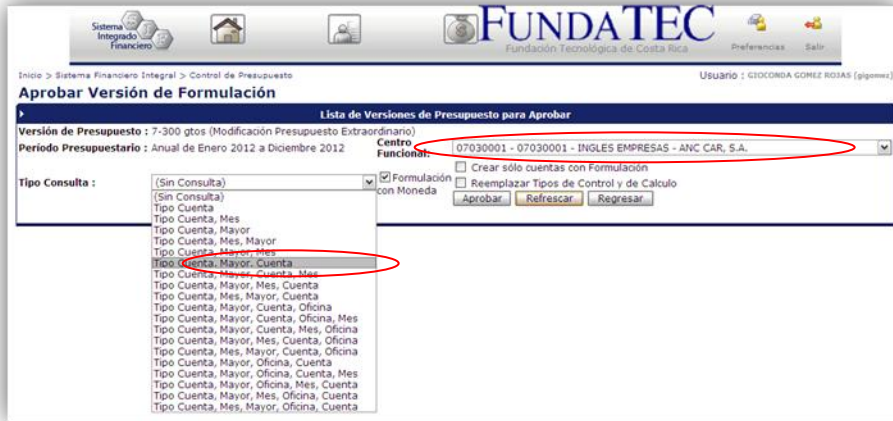 Sistema
Integrado
Financiero
FUNDATEC
Fundación Tecnológica de Costa Rica
Preferencias
Salir
Inicio > Sistema Financiero Integral > Control de Presupuesto
Usuario : GIOCONDA GOMEZ ROJAS (gigomez)
Aprobar Versión de Formulación
Lista de Versiones de Presupuesto para Aprobar
Versión de Presupuesto : 7-300 gtos (Modificación Presupuesto Extraordinario)
Período Presupuestario : Anual de Enero 2012 a Diciembre 2012
Centro
Funcional:
07030001 - 07030001 - INGLES EMPRESAS - ANC CAR, S.A.
Tipo Consulta :
(Sin Consulta)
Formulación
con Moneda
Crear sólo cuentas con Formulación
Reemplazar Tipos de Control y de Calculo
Aprobar Refrescar Regresar
(Sin Consulta)
Tipo Cuenta
Tipo Cuenta, Mes
Tipo Cuenta, Mayor
Tipo Cuenta, Mes, Mayor
Tipo Cuenta, Mayor, Mes
Tipo Cuenta, Mayor, Cuenta
Tipo Cuenta, Mayor, Cuenta, Mes
Tipo Cuenta, Mayor, Mes, Cuenta
Tipo Cuenta, Mes, Mayor, Cuenta
Tipo Cuenta, Mayor, Cuenta, Oficina
Tipo Cuenta, Mayor, Cuenta, Oficina, Mes
Tipo Cuenta, Mayor, Cuenta, Mes, Oficina
Tipo Cuenta, Mayor, Mes, Cuenta, Oficina
Tipo Cuenta, Mes, Mayor, Cuenta, Oficina
Tipo Cuenta, Mayor, Oficina, Cuenta
Tipo Cuenta, Mayor, Oficina, Cuenta, Mes
Tipo Cuenta, Mayor, Oficina, Mes, Cuenta
Tipo Cuenta, Mayor, Mes, Oficina, Cuenta
Tipo Cuenta, Mes, Mayor, Oficina, Cuenta